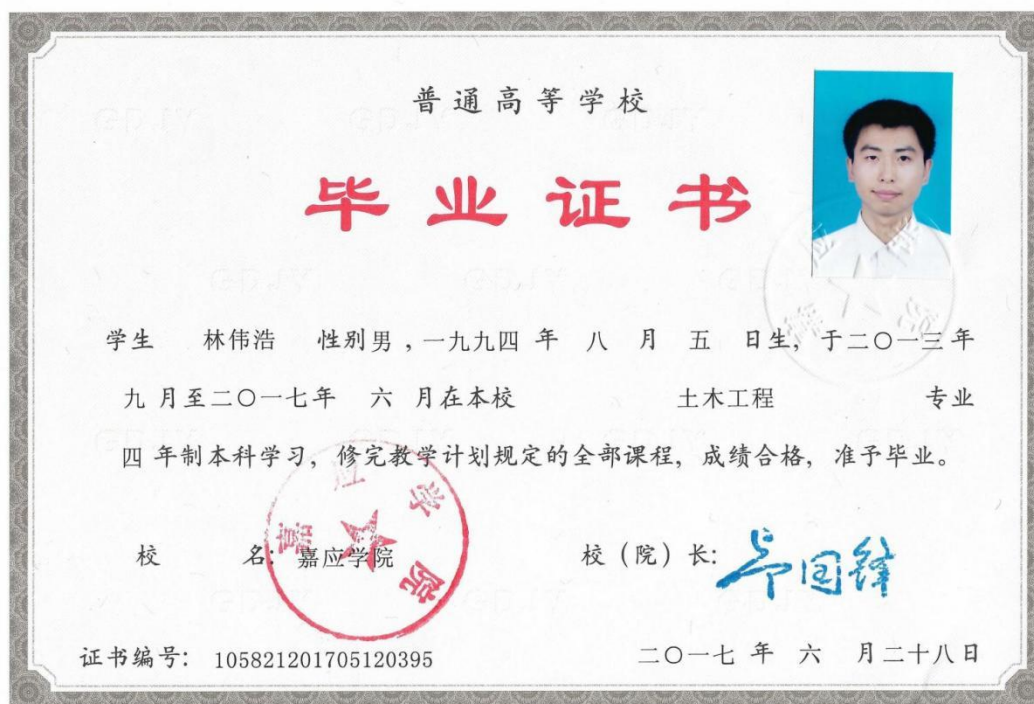 普通高等学校
毕业证书
学生 林伟浩 性别男,一九九四 年 八 月 五 日生,于二〇一三年
九 月至二〇一七年 六 月在本校 土木工程 专业
四 年制本科学习,修完教学计划规定的全部课程,成绩合格,准予毕业。
校 名:嘉应学院 校(院)长:
嘉应学院
证书编号:105821201705120395 二〇一七 年 六 月二十八日